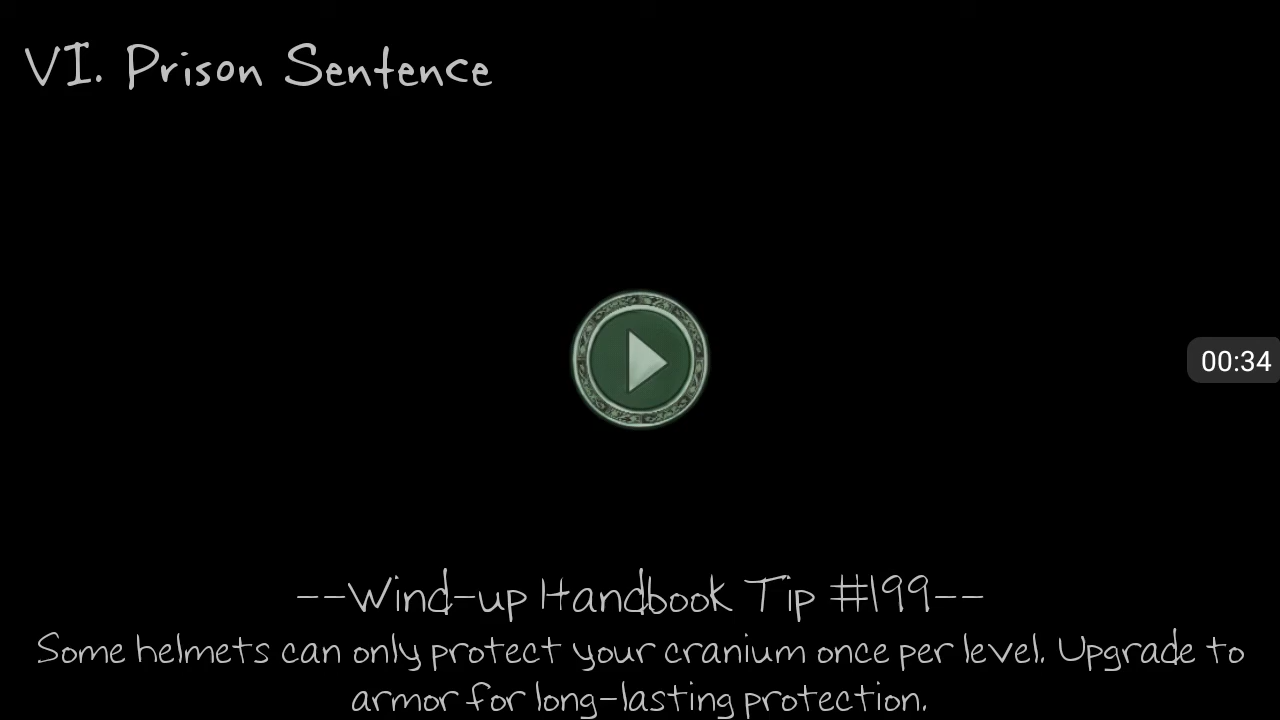 VI. Prison Sentence
00:34
--Wind-up Handbook Tip #199--
Some helmets can only protect your cranium once per level. Upgrade to
armor for long-lasting protection.